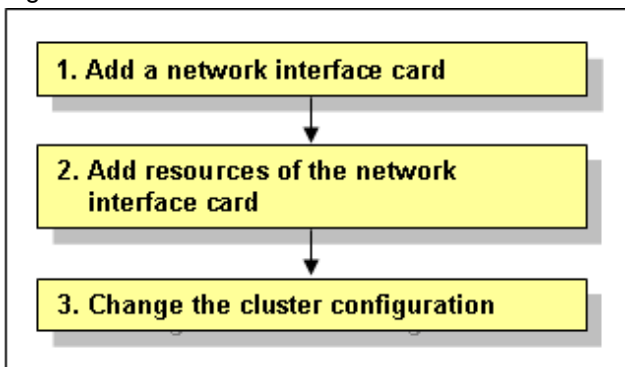 1. Add a network interface card
2. Add resources of the network
interface card
3. Change the cluster configuration